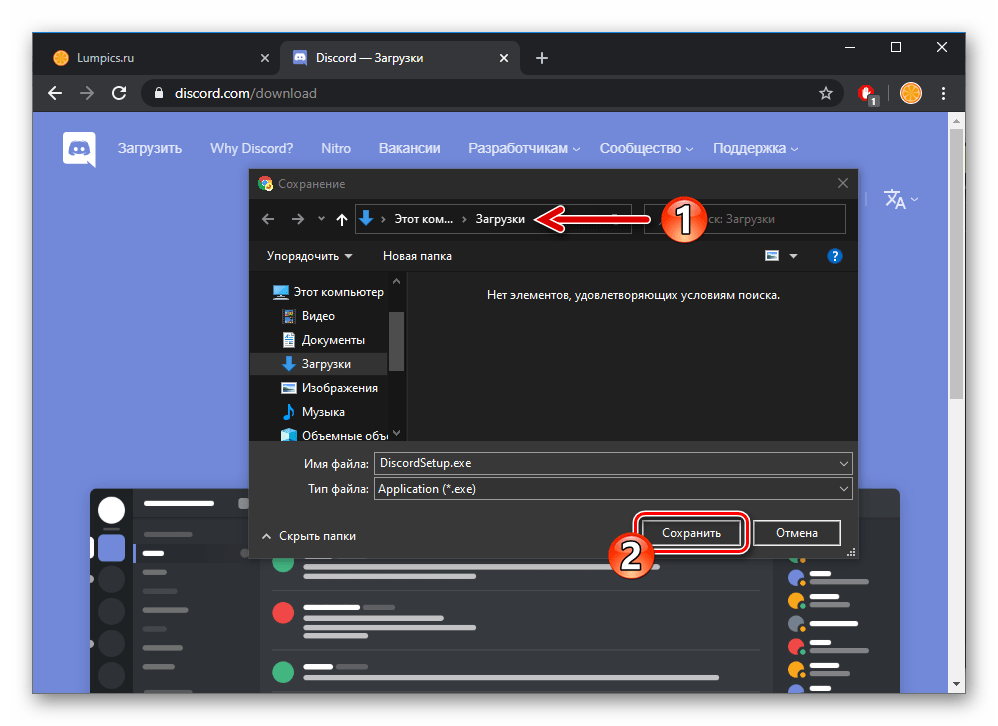 Lumpics.ru
Discord — Загрузки
discord.com/download
1
Загрузить Why Discord? Nitro Вакансии Разработчикам Сообщество Поддержка
Сохранение
Этот ком... Загрузки
1
ск: Загрузки
Упорядочить Новая папка
?
Этот компьютер
Видео
Документы
Загрузки
Изображения
Музыка
Объемные объ
Нет элементов, удовлетворяющих условиям поиска.
Имя файла: DiscordSetup.exe
Тип файла: Application (*.exe)
Скрыть папки
Сохранить
Отмена
2